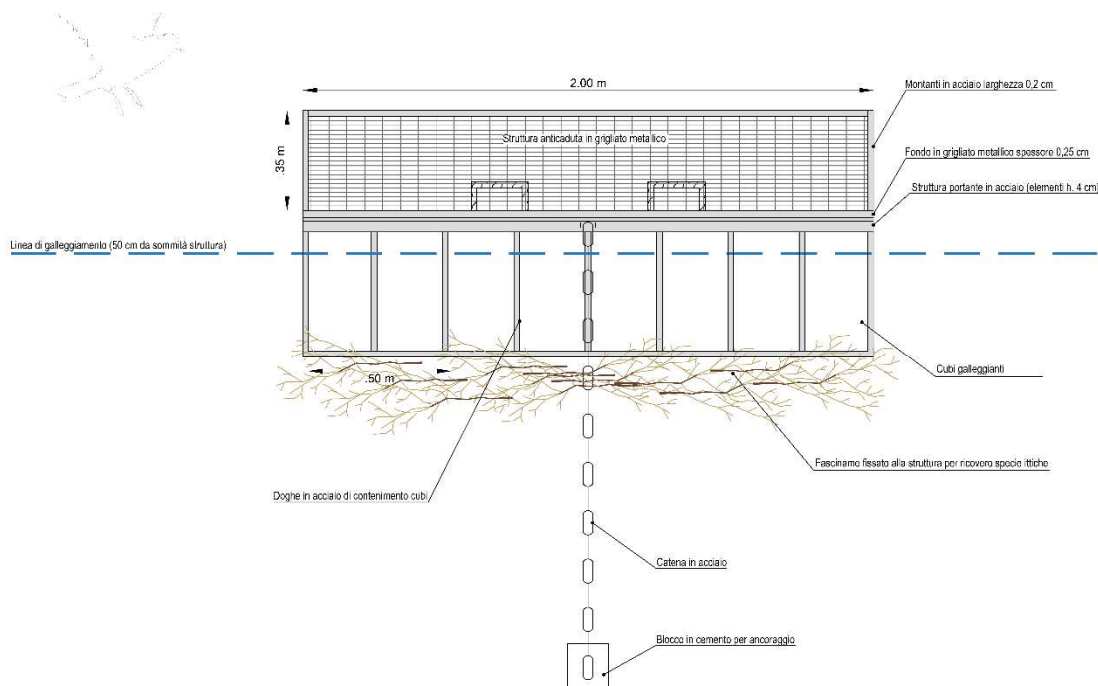 2.00 m
Montanti in acciaio larghezza 0,2 cm
.35 m
Struttura anticaduta in grigliato metallico
Fondo in grigliato metallico spessore 0,25 cm
Struttura portante in acciaio (elementi h. 4 cm)
Linea di galleggiamento (50 cm da sommità struttura)
Cubi galleggianti
.50 m
Fasciname fissato alla struttura per ricovero specie ittiche
Doghe in acciaio di contenimento cubi
Catena in acciaio
Blocco in cemento per ancoraggio